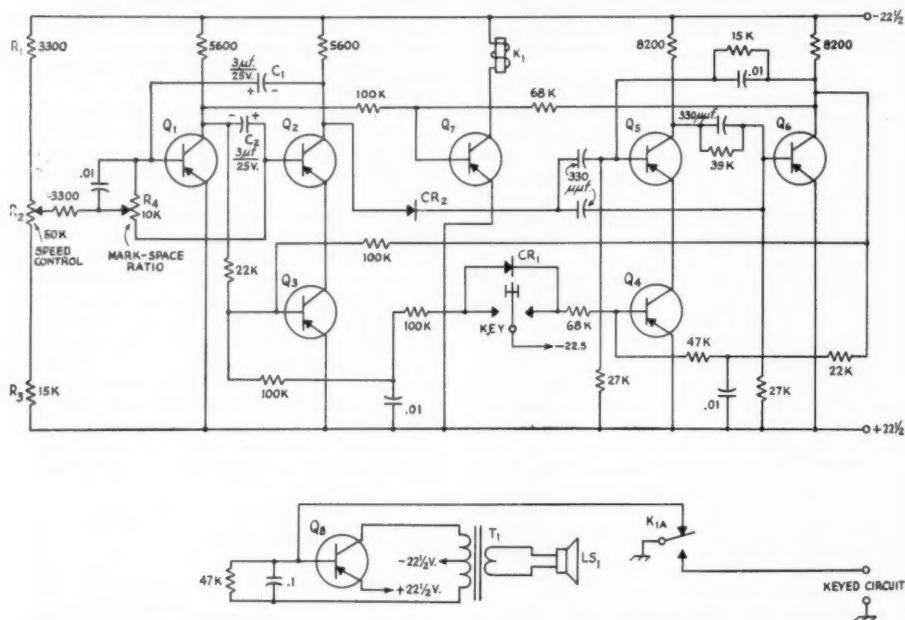 -22½
R1
3300
5600
5600
K1
8200
15 K
.01
8200
3µf.
25V.
C1
+ -
100K
68 K
330µµf.
39K
Q1
- +
C2
3µf
25V.
Q2
Q7
Q5
Q6
.01
R4
10K
3300
R2
50K
SPEED
CONTROL
MARK-SPACE
RATIO
CR2
330
µµf.
100K
22K
Q3
CR1
Q4
100K
KEY
68 K
-22.5
47K
22K
R3
15K
100K
.01
27K
.01
27K
+22½
Q8
T1
LS1
K1A
-22½V.
+22½V.
47K
.1
KEYED CIRCUIT